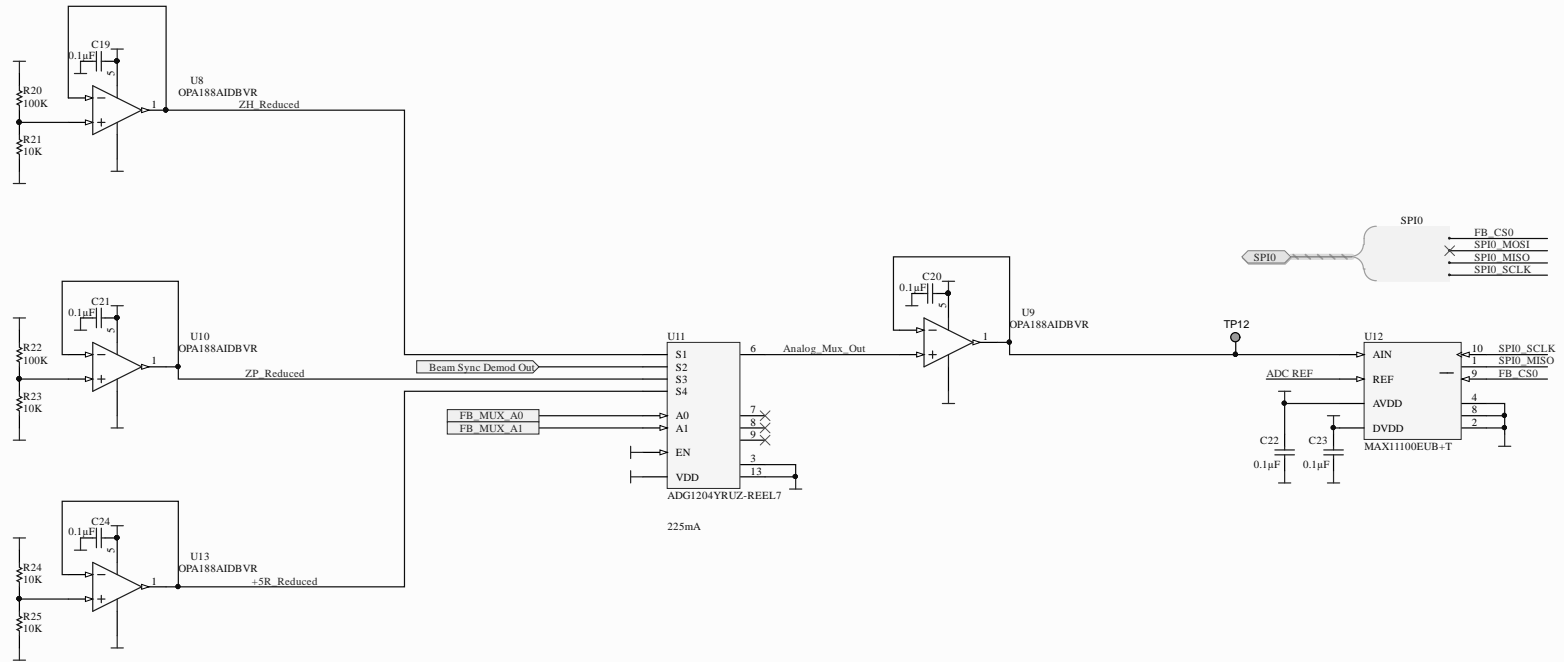 C19
0.1µF
5
U8
OPA188AIDBVR
1
ZH_Reduced
R20
100K
R21
10K
C21
0.1µF
5
U10
OPA188AIDBVR
1
ZP_Reduced
R22
100K
R23
10K
C24
0.1µF
5
U13
OPA188AIDBVR
1
+5R_Reduced
R24
10K
R25
10K
Beam Sync Demod Out
FB_MUX_A0
FB_MUX_A1
U11
S1
S2
S3
S4
A0
A1
EN
VDD
6
7
8
9
3
13
ADG1204YRUZ-REEL7
225mA
Analog_Mux_Out
C20
0.1µF
5
U9
OPA188AIDBVR
1
TP12
SPI0
SPI0
FB_CS0
SPI0_MOSI
SPI0_MISO
SPI0_SCLK
U12
AIN
REF
AVDD
DVDD
ADC REF
10 SPI0_SCLK
1 SPI0_MISO
9 FB_CS0
4
8
2
MAX11100EUB+T
C22
0.1µF
C23
0.1µF